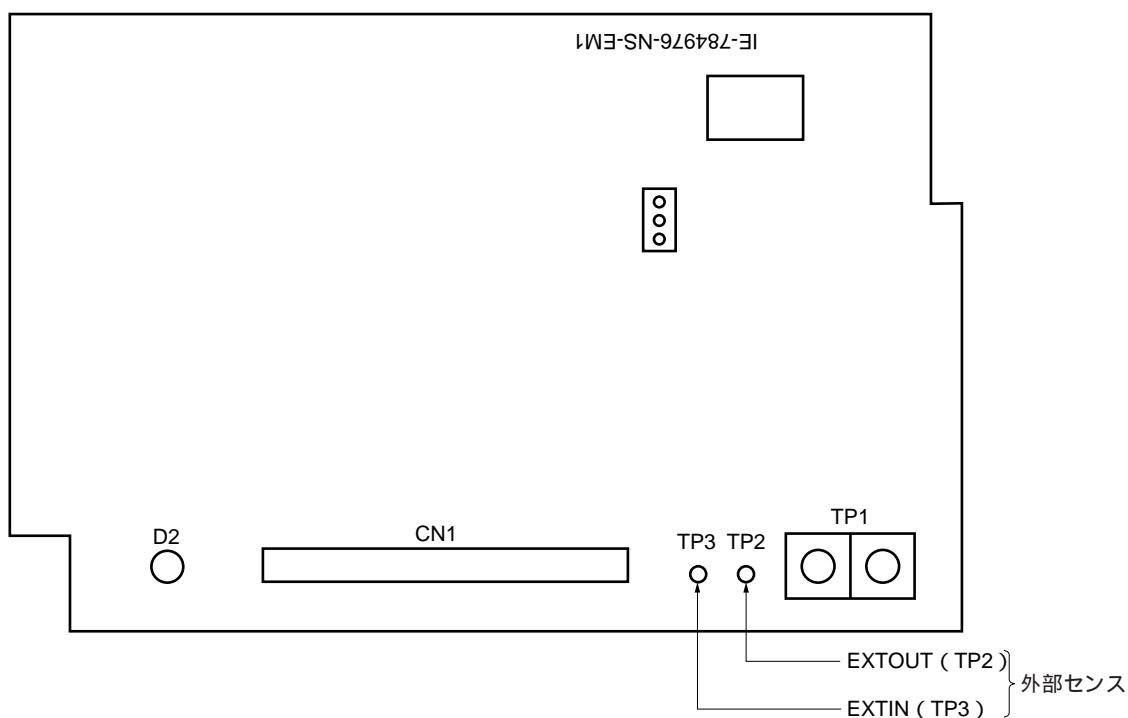 IE-784976-NS-EM1
D2
CN1
TP3 TP2
TP1
EXTOUT ( TP2 )
EXTIN ( TP3 )
外部センス